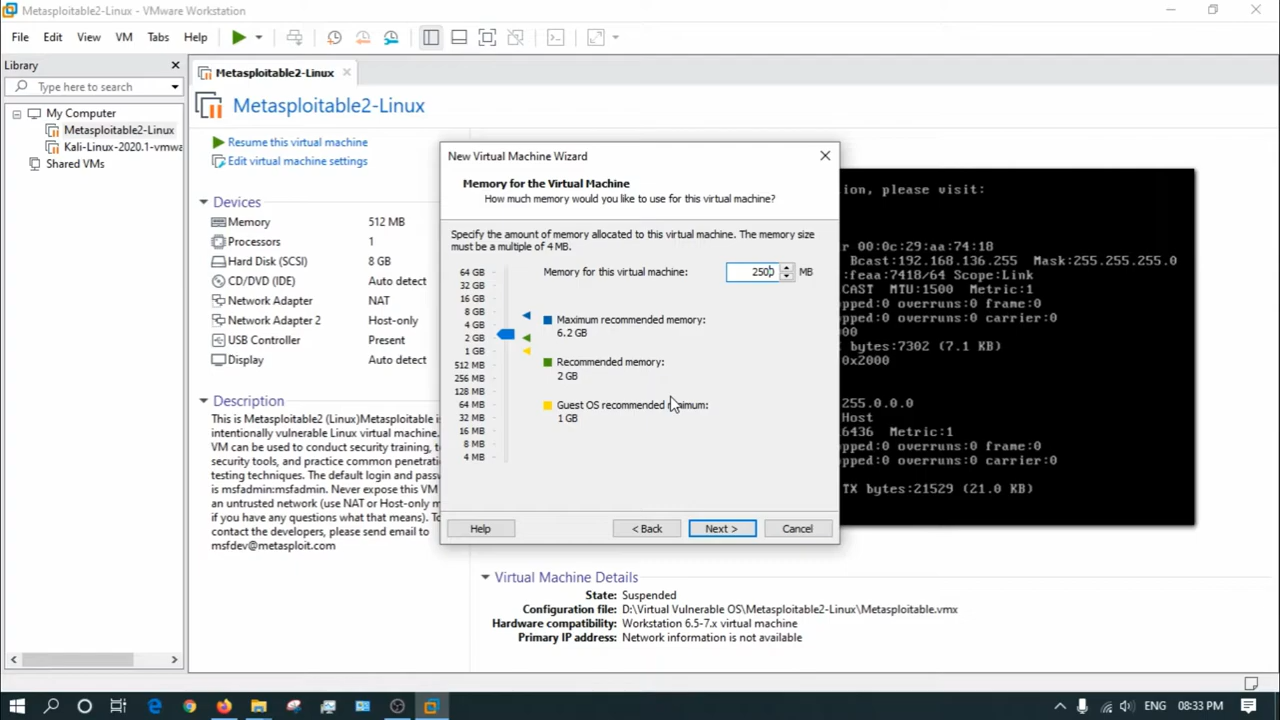 Metasploitable2-Linux - VMware Workstation
File Edit View VM Tabs Help
Library
Type here to search
My Computer
Metasploitable2-Linux
Kali-Linux-2020.1-vmwa
Shared VMs
Metasploitable2-Linux
Metasploitable2-Linux
Resume this virtual machine
Edit virtual machine settings
Devices
Memory 512 MB
Processors 1
Hard Disk (SCSI) 8 GB
CD/DVD (IDE) Auto detect
Network Adapter NAT
Network Adapter 2 Host-only
USB Controller Present
Display Auto detect
Description
This is Metasploitable2 (Linux)Metasploitable is
intentionally vulnerable Linux virtual machine.
VM can be used to conduct security training, t
security tools, and practice common penetrati
testing techniques. The default login and passw
is msfadmin:msfadmin. Never expose this VM
an untrusted network (use NAT or Host-only m
if you have any questions what that means). To
contact the developers, please send email to
msfdev@metasploit.com
New Virtual Machine Wizard
Memory for the Virtual Machine
How much memory would you like to use for this virtual machine?
Specify the amount of memory allocated to this virtual machine. The memory size
must be a multiple of 4 MB.
Memory for this virtual machine: 2500 MB
64 GB
32 GB
16 GB
8 GB
4 GB
2 GB
1 GB
512 MB
256 MB
128 MB
64 MB
32 MB
16 MB
8 MB
4 MB
Maximum recommended memory:
6.2 GB
Recommended memory:
2 GB
Guest OS recommended minimum:
1 GB
Help < Back Next > Cancel
ion, please visit:
r 00:0c:29:aa:74:18
Bcast:192.168.136.255 Mask:255.255.255.0
:feaa:7418/64 Scope:Link
CAST MTU:1500 Metric:1
pped:0 overruns:0 frame:0
pped:0 overruns:0 carrier:0
000
X bytes:7302 (7.1 KB)
0x2000
255.0.0.0
Host
16436 Metric:1
pped:0 overruns:0 frame:0
pped:0 overruns:0 carrier:0
TX bytes:21529 (21.0 KB)
Virtual Machine Details
State: Suspended
Configuration file: D:\Virtual Vulnerable OS\Metasploitable2-Linux\Metasploitable.vmx
Hardware compatibility: Workstation 6.5-7.x virtual machine
Primary IP address: Network information is not available
ENG 08:33 PM